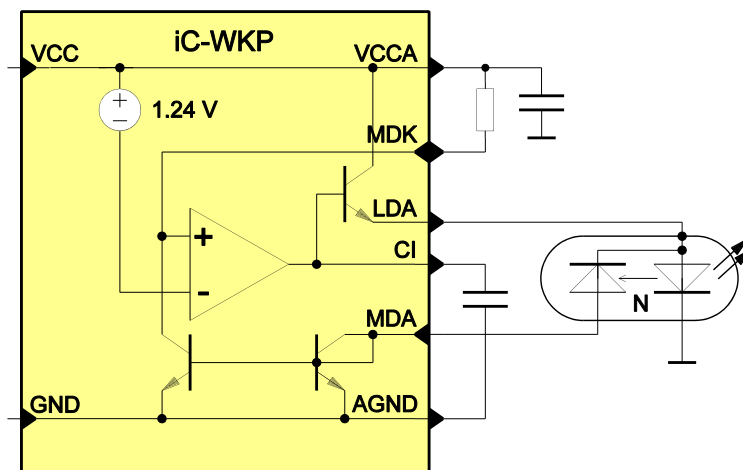 iC-WKP
VCC
VCCA
+
−
1.24 V
MDK
LDA
+
-
CI
N
MDA
GND
AGND